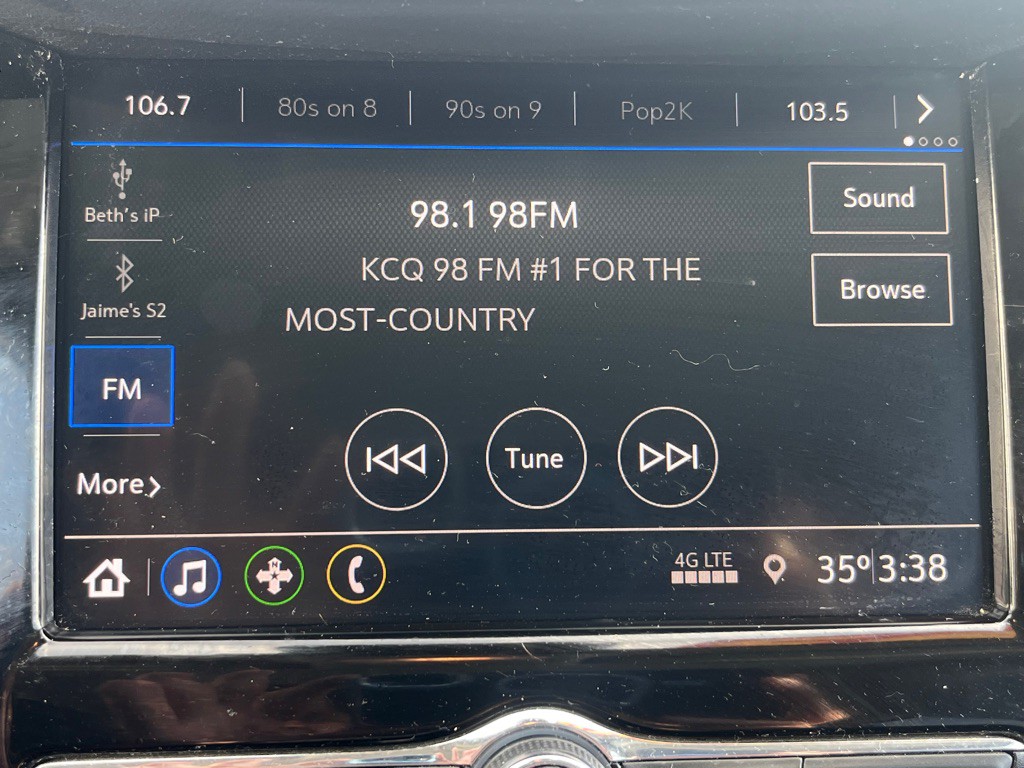 106.7 80s on 8 90s on 9 Pop2K 103.5
Beth's iP
Jaime's S2
FM
More
98.1 98FM
KCQ 98 FM #1 FOR THE
MOST-COUNTRY
Sound
Browse
Tune
N
4G LTE
35° 3:38